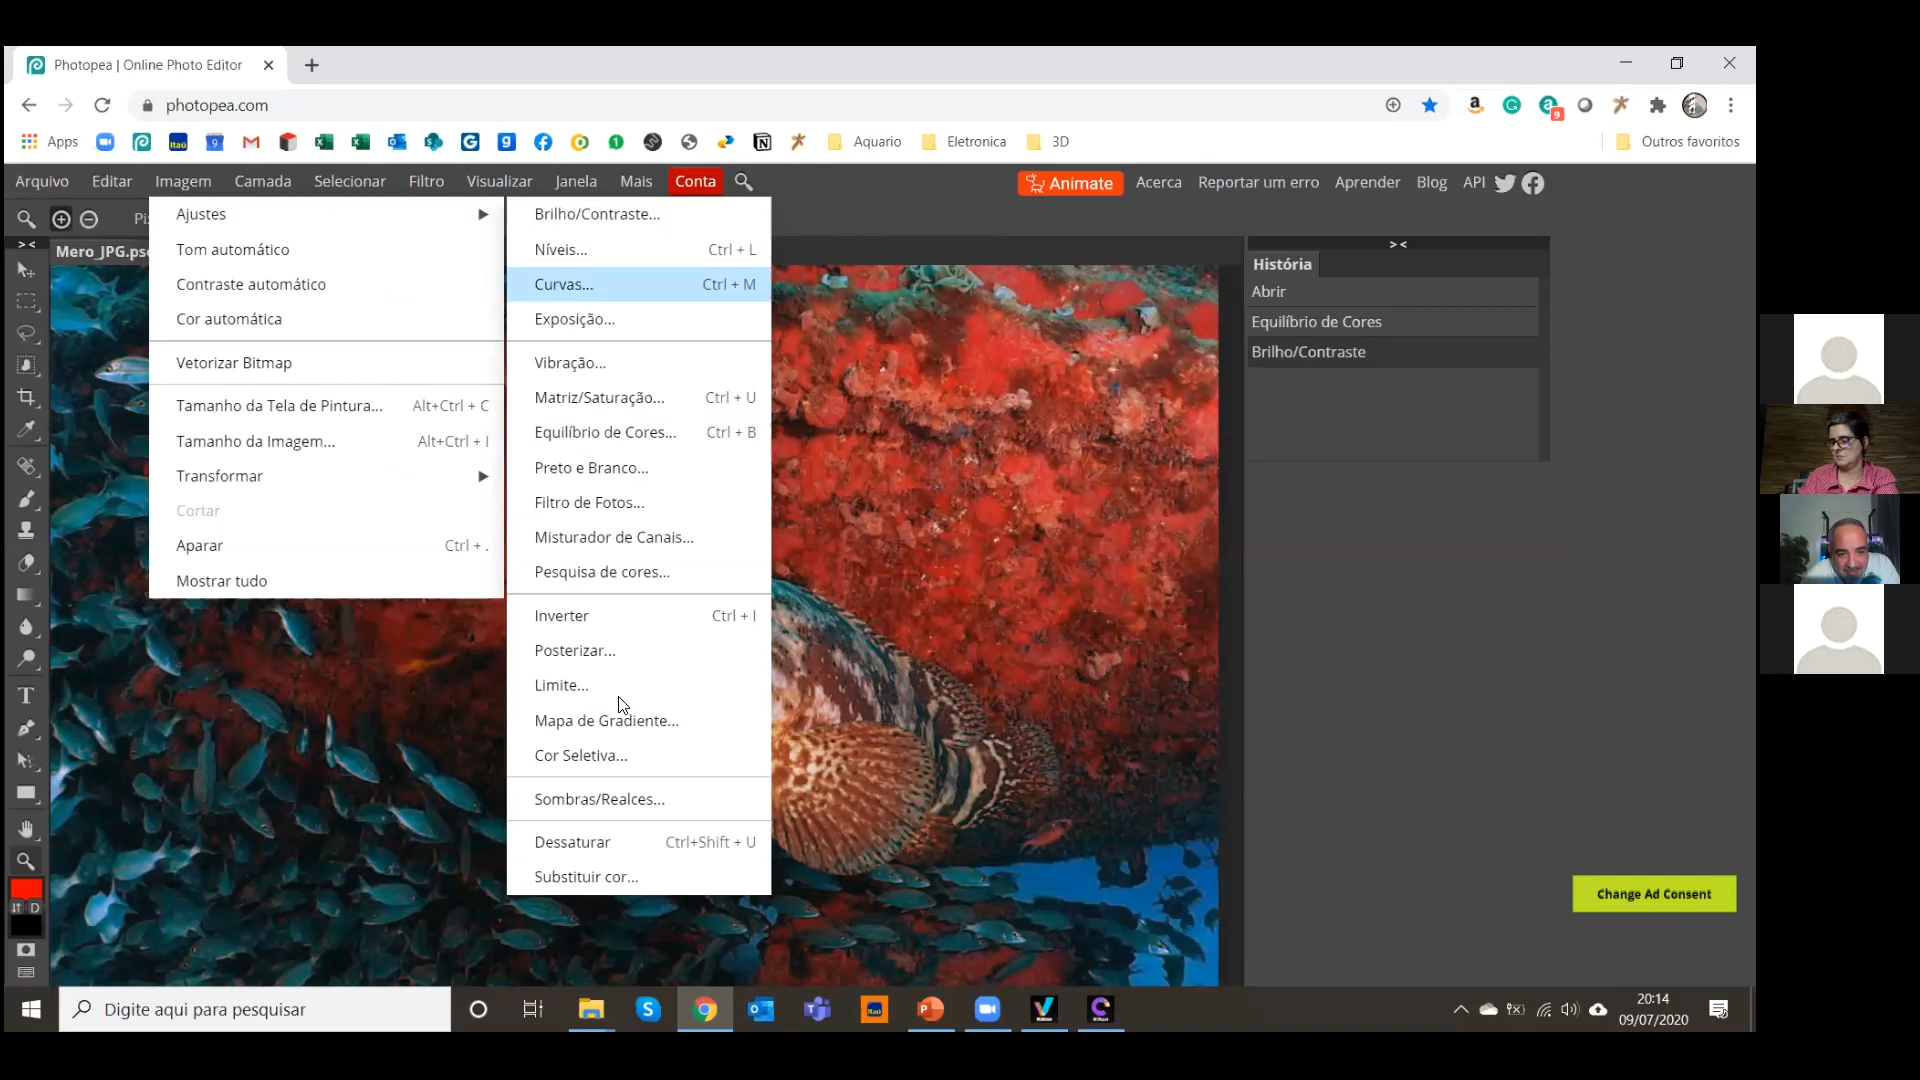 Photopea | Online Photo Editor
photopea.com
9
Apps
Itaú
9
1
Aquario
Eletronica
3D
Outros favoritos
Arquivo Editar Imagem Camada Selecionar Filtro Visualizar Janela Mais Conta
Animate Acerca Reportar um erro Aprender Blog API
Mero_JPG.ps
Ajustes
Tom automático
Contraste automático
Cor automática
Vetorizar Bitmap
Tamanho da Tela de Pintura... Alt+Ctrl + C
Tamanho da Imagem... Alt+Ctrl + I
Transformar
Cortar
Aparar Ctrl + .
Mostrar tudo
Brilho/Contraste...
Níveis... Ctrl + L
Curvas... Ctrl + M
Exposição...
Vibração...
Matriz/Saturação... Ctrl + U
Equilíbrio de Cores... Ctrl + B
Preto e Branco...
Filtro de Fotos...
Misturador de Canais...
Pesquisa de cores...
Inverter Ctrl + I
Posterizar...
Limite...
Mapa de Gradiente...
Cor Seletiva...
Sombras/Realces...
Dessaturar Ctrl+Shift + U
Substituir cor...
História
Abrir
Equilíbrio de Cores
Brilho/Contraste
D
Change Ad Consent
Digite aqui para pesquisar
20:14
09/07/2020